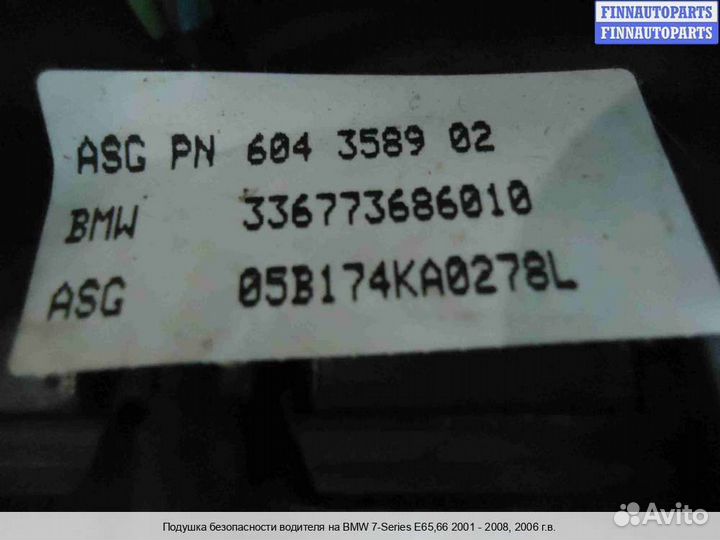 FINNAUTOPARTS
FINNAUTOPARTS
ASG PN 604 3589 02
BMW 336773686010
ASG 05B174KA0278L
Подушка безопасности водителя на BMW 7-Series E65,66 2001 - 2008, 2006 г.в.
Avito